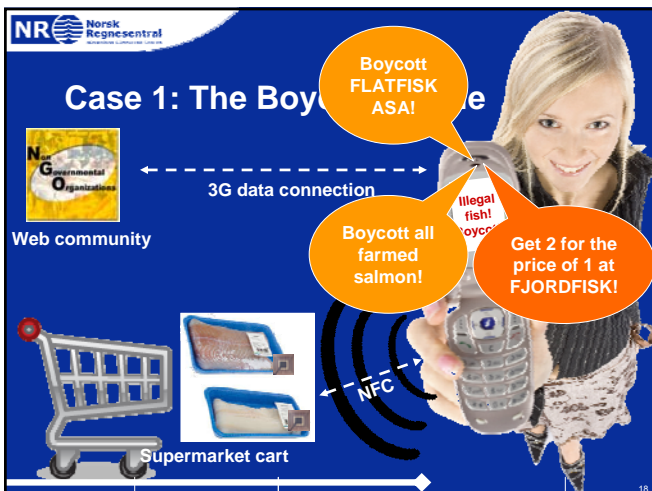 NR
Norsk
Regnesentral
Boycott
FLATFISK
ASA!
Case 1: The Boy
Non
Governmental
Organizations
3G data connection
Web community
Illegal
fish!
Boycot
Boycott all
farmed
salmon!
Get 2 for the
price of 1 at
FJORDFISK!
NFC
Supermarket cart
18